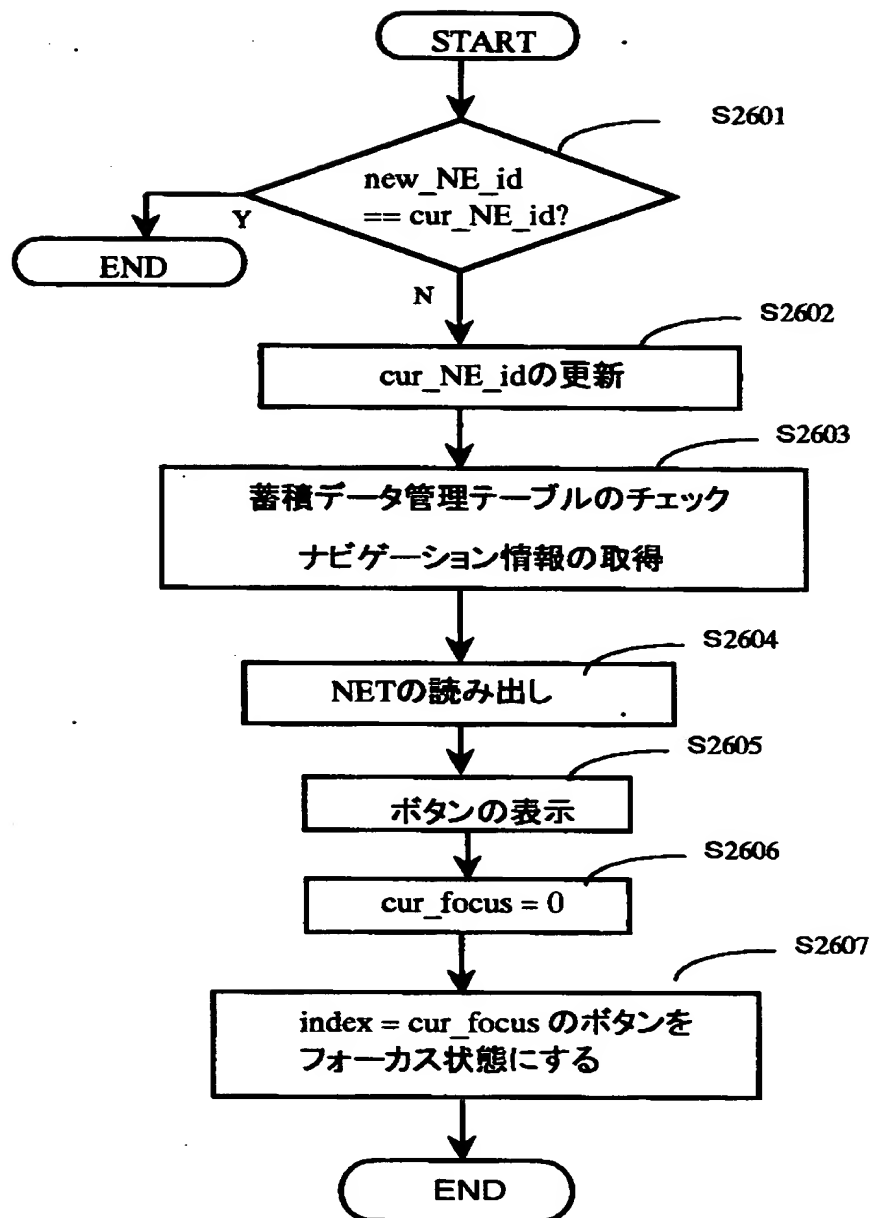 START
S2601
new_NE_id
== cur_NE_id?
Y
END
N
S2602
cur_NE_idの更新
S2603
蓄積データ管理テーブルのチェック
ナビゲーション情報の取得
S2604
NETの読み出し
S2605
ボタンの表示
S2606
cur_focus = 0
S2607
index = cur_focus のボタンを
フォーカス状態にする
END